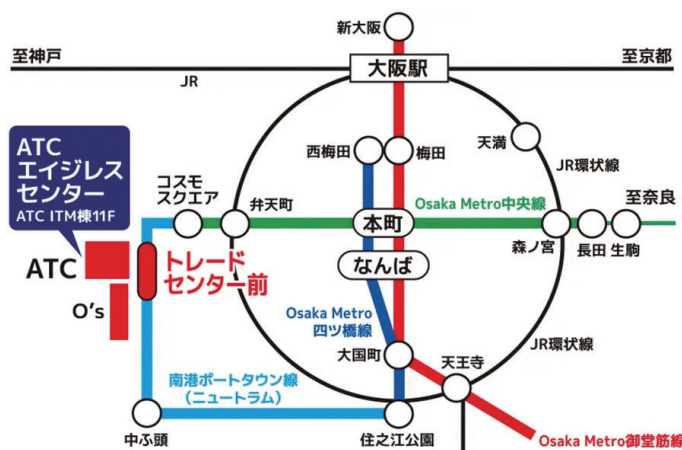 新大阪
至神戸
大阪駅
至京都
JR
ATC
エイジレス
センター
ATC ITM棟11F
西梅田
梅田
天満
JR環状線
コスモ
スクエア
弁天町
Osaka Metro中央線
至奈良
本町
森ノ宮
長田
生駒
なんば
ATC
トレード
センター前
O's
Osaka Metro
四ツ橋線
大国町
天王寺
JR環状線
南港ポートタウン線
(ニュートラム)
中ふ頭
住之江公園
Osaka Metro御堂筋線